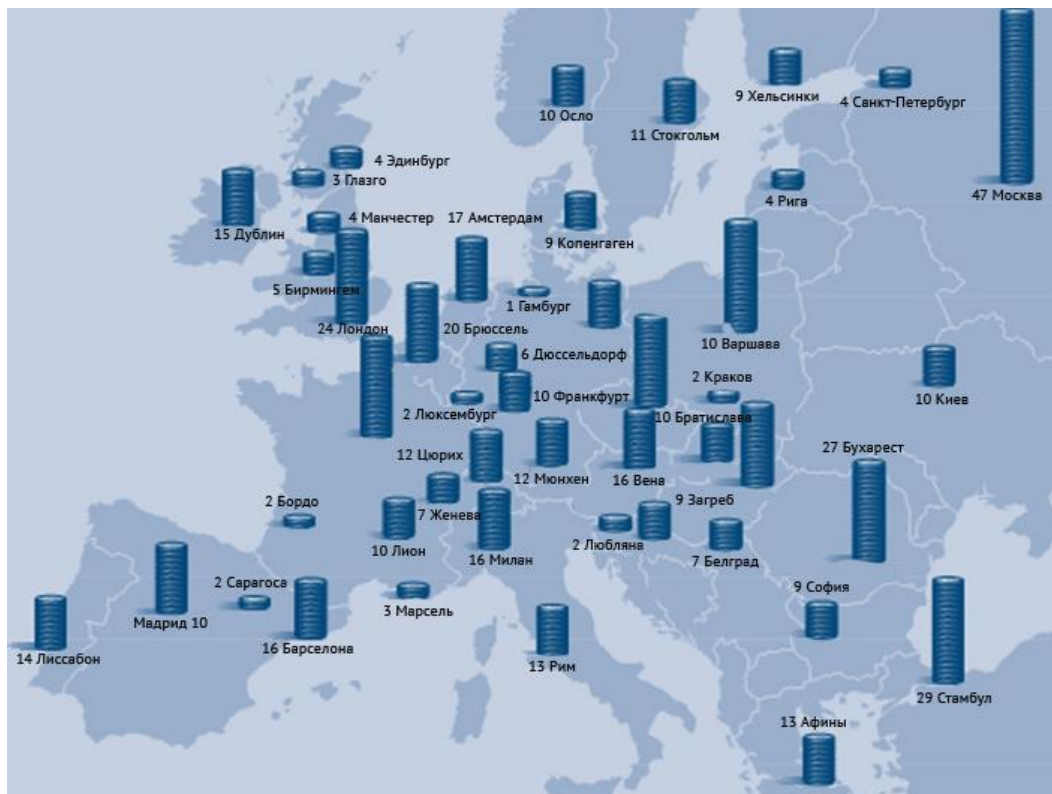 9 Хельсинки
4 Санкт-Петербург
10 Осло
11 Стокгольм
4 Эдинбург
3 Глазго
4 Рига
47 Москва
4 Манчестер
17 Амстердам
15 Дублин
9 Копенгаген
5 Бирмингем
1 Гамбург
24 Лондон
20 Брюссель
10 Варшава
6 Дюссельдорф
2 Краков
10 Франкфурт
10 Киев
2 Люксембург
10 Братислава
27 Бухарест
12 Цюрих
12 Мюнхен
16 Вена
2 Бордо
9 Загреб
7 Женева
10 Лион
16 Милан
2 Любляна
7 Белград
2 Сарагоса
9 София
3 Марсель
Мадрид 10
16 Барселона
14 Лиссабон
13 Рим
29 Стамбул
13 Афины